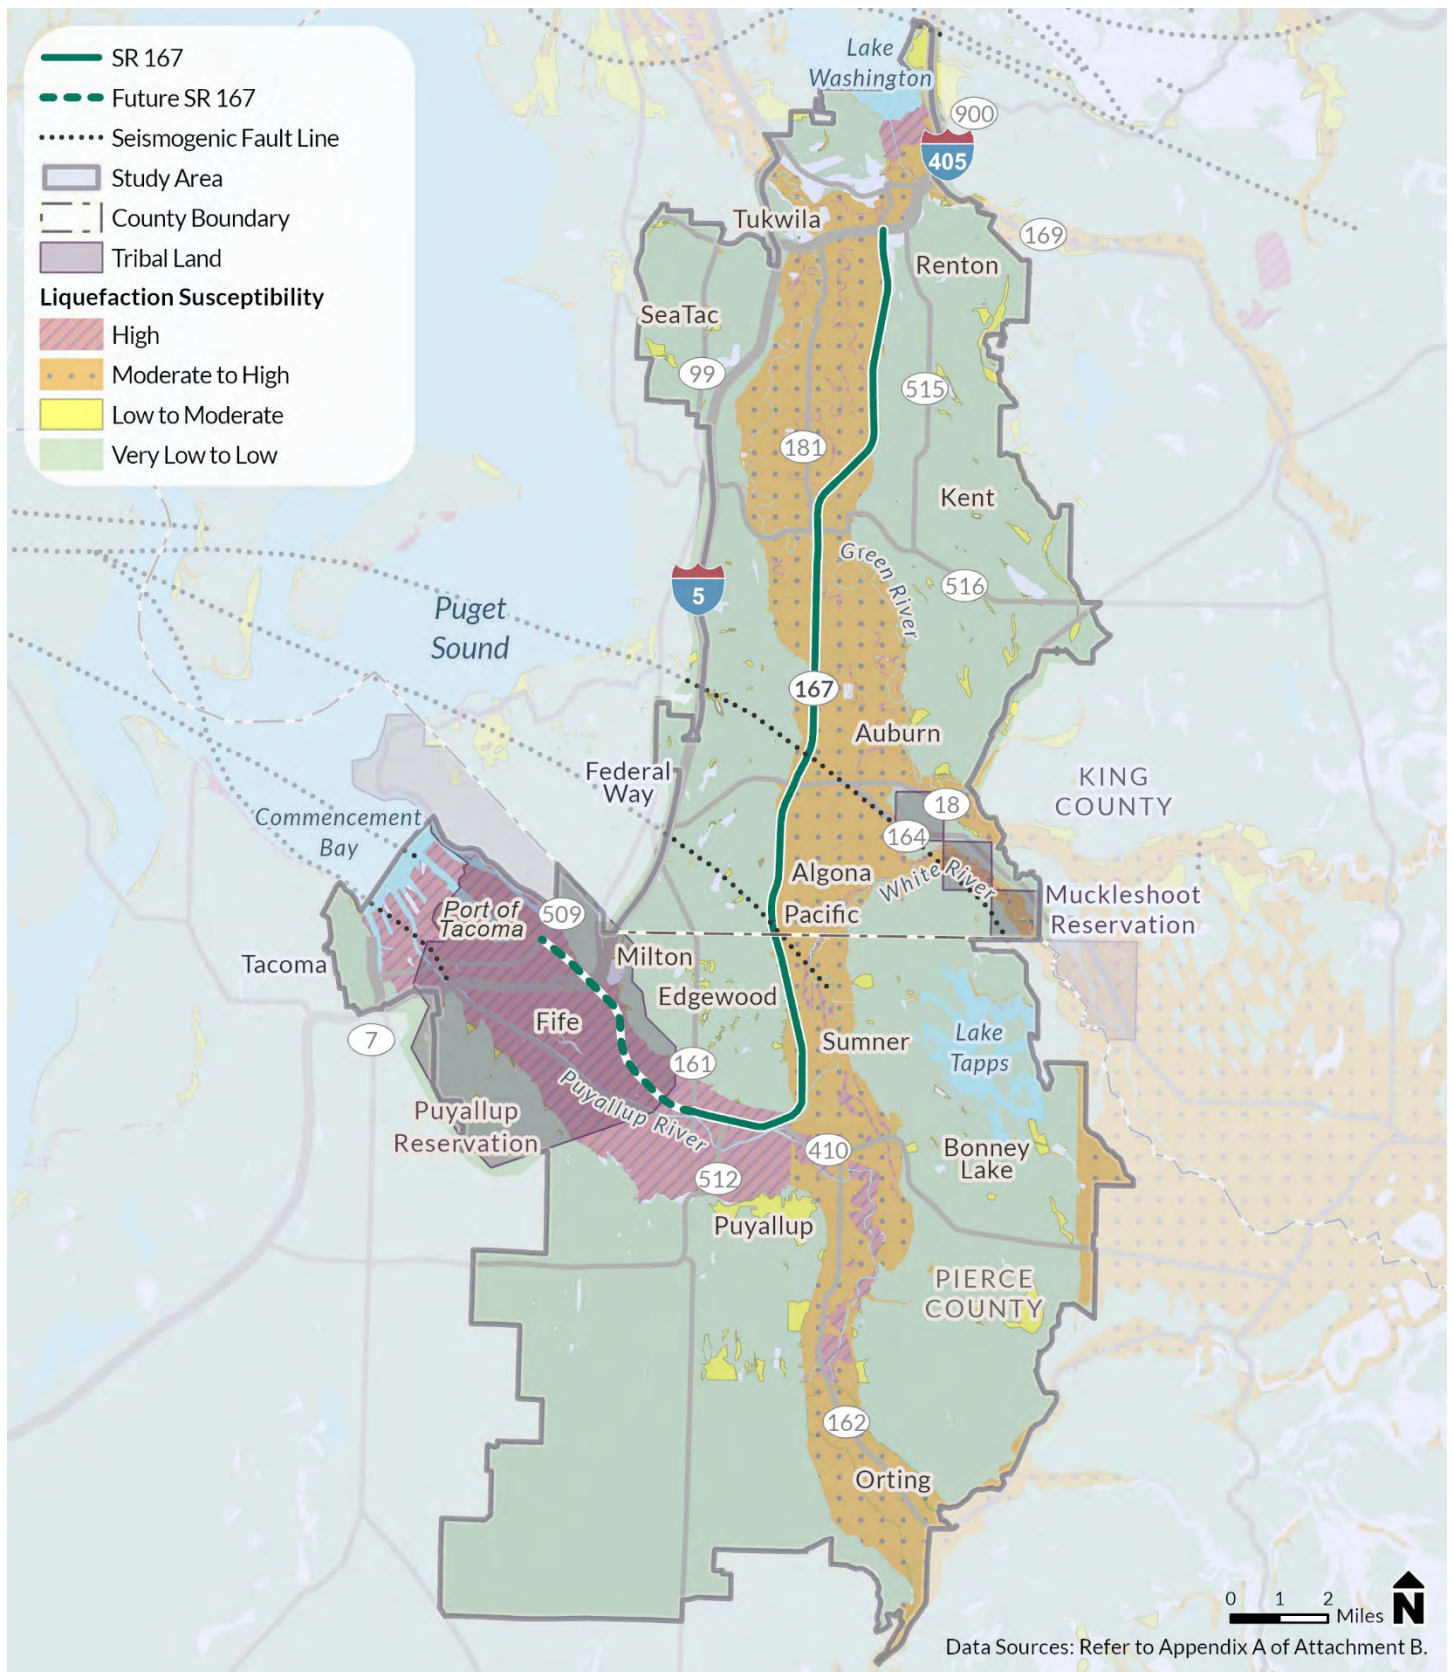 SR 167
Future SR 167
Seismogenic Fault Line
Study Area
County Boundary
Tribal Land
Liquefaction Susceptibility
High
Moderate to High
Low to Moderate
Very Low to Low
Lake
Washington
900
405
Tukwila
169
Renton
SeaTac
99
515
181
Kent
Green River
516
5
Puget
Sound
167
Auburn
Federal
Way
KING
COUNTY
18
Commencement
Bay
164
Algona
White River
Muckleshoot
Reservation
Pacific
Port of
Tacoma
509
Milton
Tacoma
Edgewood
Fife
Sumner
Lake
Tapps
7
161
Puyallup River
Puyallup
Reservation
410
Bonney
Lake
512
Puyallup
PIERCE
COUNTY
162
Orting
0 1 2
Miles
N
Data Sources: Refer to Appendix A of Attachment B.